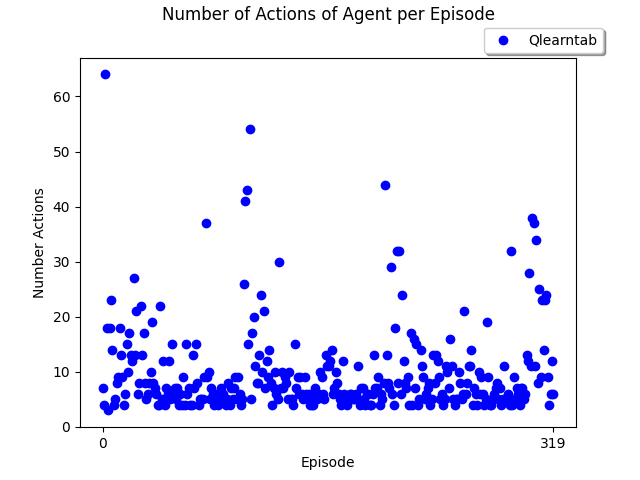 Number of Actions of Agent per Episode
Qlearntab
60
50
40
30
20
10
0
Number Actions
0
319
Episode